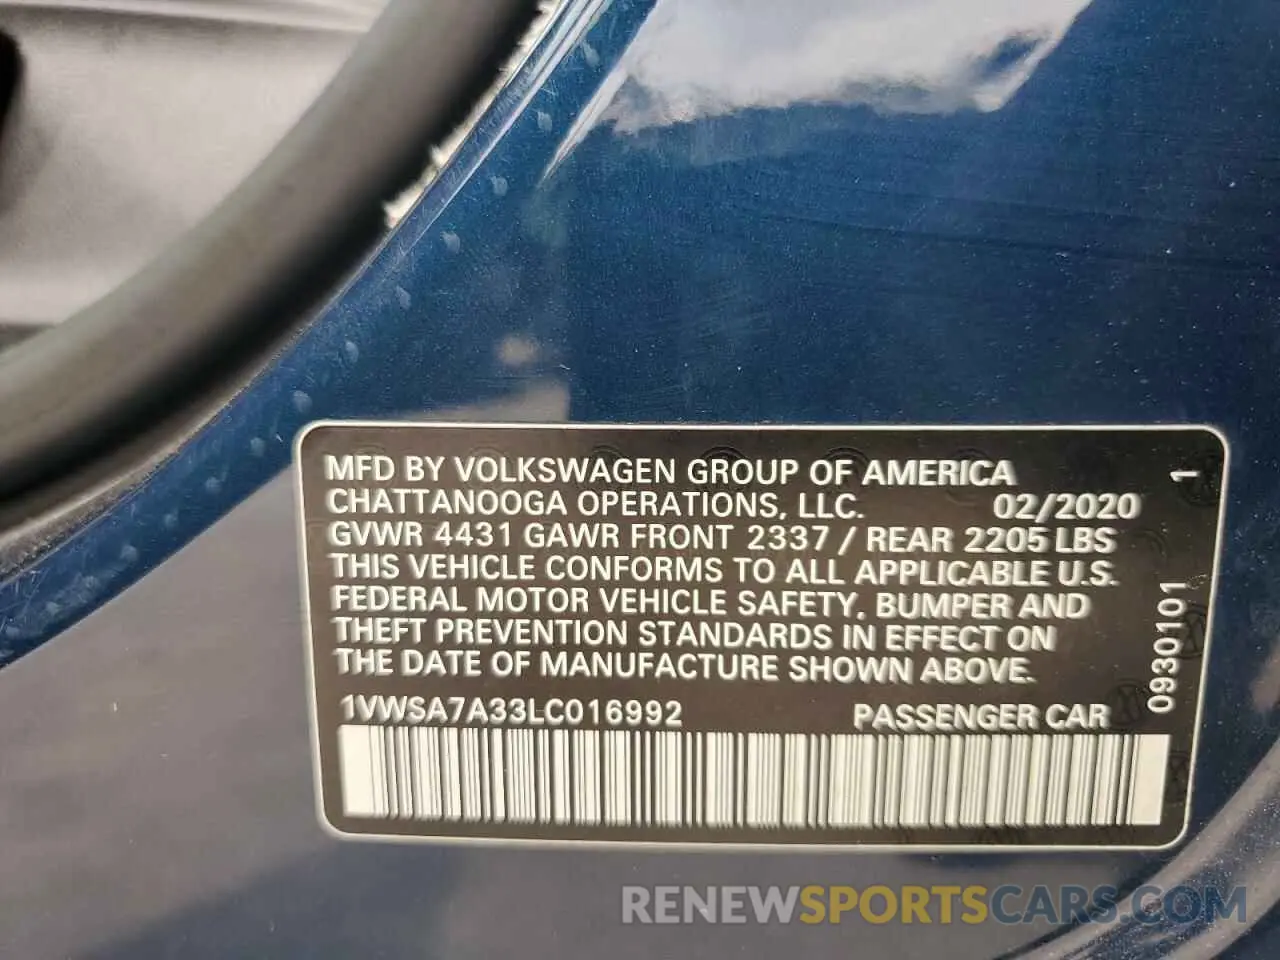 MFD BY VOLKSWAGEN GROUP OF AMERICA
CHATTANOOGA OPERATIONS, LLC. 02/2020
GVWR 4431 GAWR FRONT 2337 / REAR 2205 LBS
THIS VEHICLE CONFORMS TO ALL APPLICABLE U.S.
FEDERAL MOTOR VEHICLE SAFETY, BUMPER AND
THEFT PREVENTION STANDARDS IN EFFECT ON
THE DATE OF MANUFACTURE SHOWN ABOVE.
1VWSA7A33LC016992 PASSENGER CAR
0930101 1
RENEWSPORTSCARS.COM